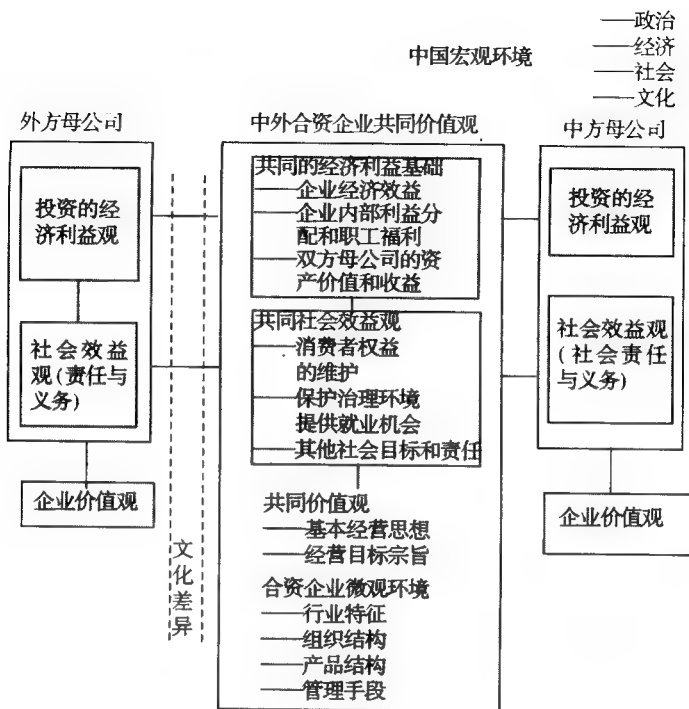 中国宏观环境
——政治
——经济
——社会
——文化
外方母公司
投资的经
济利益观
社会效益
观(责任与
义务)
企业价值观
文化差异
中外合资企业共同价值观
共同的经济利益基础
——企业经济效益
——企业内部利益分
配和职工福利
——双方母公司的资
产价值和收益
共同社会效益观
——消费者权益
的维护
——保护治理环境
提供就业机会
——其他社会目标和责任
共同价值观
——基本经营思想
——经营目标宗旨
合资企业微观环境
——行业特征
——组织结构
——产品结构
——管理手段
中方母公司
投资的经
济利益观
社会效益观
(社会责任
与义务)
企业价值观